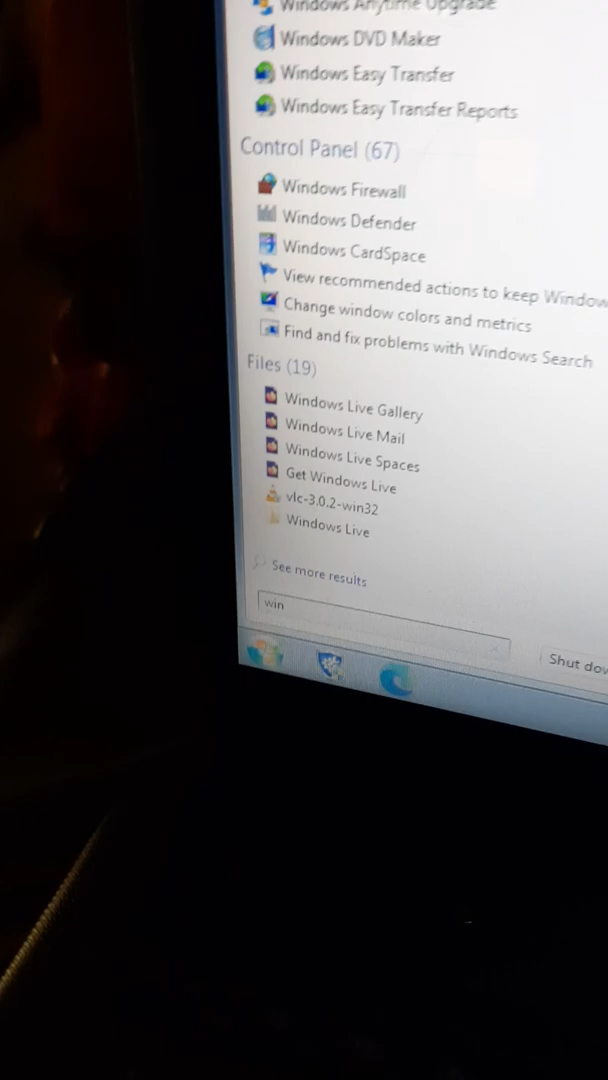 Windows Anytime Upgrade
Windows DVD Maker
Windows Easy Transfer
Windows Easy Transfer Reports
Control Panel (67)
Windows Firewall
Windows Defender
Windows CardSpace
View recommended actions to keep Window
Change window colors and metrics
Find and fix problems with Windows Search
Files (19)
Windows Live Gallery
Windows Live Mail
Windows Live Spaces
Get Windows Live
vlc-3.0.2-win32
Windows Live
See more results
win
Shut dov